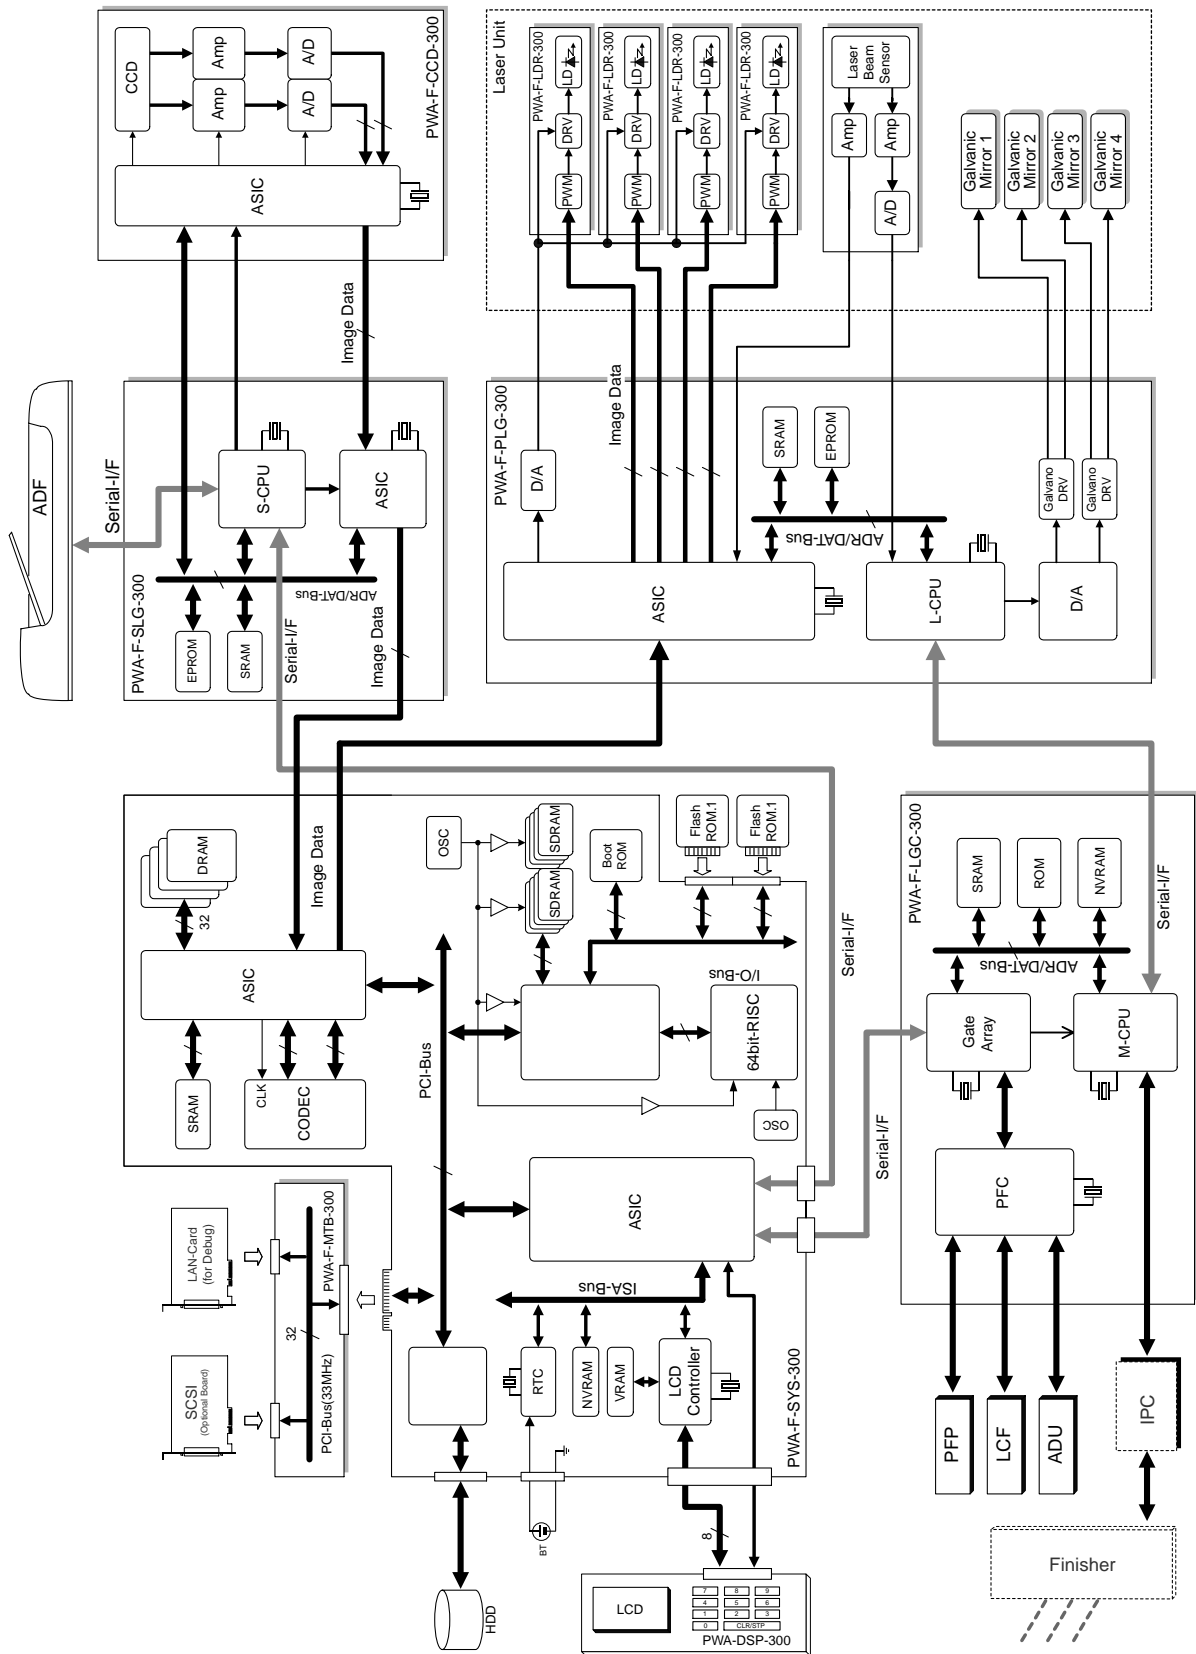 PWA-F-CCD-300
CCD
Amp
Amp
A/D
A/D
ASIC
Image Data
Laser Unit
PWA-F-LDR-300
PWA-F-LDR-300
PWA-F-LDR-300
PWA-F-LDR-300
LD
LD
LD
LD
DRV
DRV
DRV
DRV
PWM
PWM
PWM
PWM
Laser
Beam
Sensor
Amp
Amp
A/D
Galvanic
Mirror 1
Galvanic
Mirror 2
Galvanic
Mirror 3
Galvanic
Mirror 4
Image Data
ADF
Serial-I/F
PWA-F-SLG-300
S-CPU
ASIC
ADR/DAT-Bus
EPROM
SRAM
Serial-I/F
Image Data
PWA-F-PLG-300
D/A
SRAM
EPROM
ADR/DAT-Bus
ASIC
L-CPU
Galvano
DRV
Galvano
DRV
D/A
DRAM
32
ASIC
Image Data
SRAM
CLK
CODEC
PCI-Bus
OSC
SDRAM
SDRAM
Boot
ROM
Flash
ROM.1
Flash
ROM.1
I/O-Bus
64bit-RISC
OSC
Serial-I/F
PWA-F-LGC-300
SRAM
ROM
NVRAM
ADR/DAT-Bus
Serial-I/F
Gate
Array
M-CPU
Serial-I/F
PFC
ASIC
LAN-Card
(for Debug)
SCSI
(Optional Board)
PWA-F-MTB-300
32
PCI-Bus(33MHz)
ISA-Bus
RTC
NVRAM
VRAM
LCD
Controller
PWA-F-SYS-300
BT
HDD
8
LCD
7
8
9
4
5
6
1
2
3
0
CLR/STP
PWA-DSP-300
PFP
LCF
ADU
IPC
Finisher